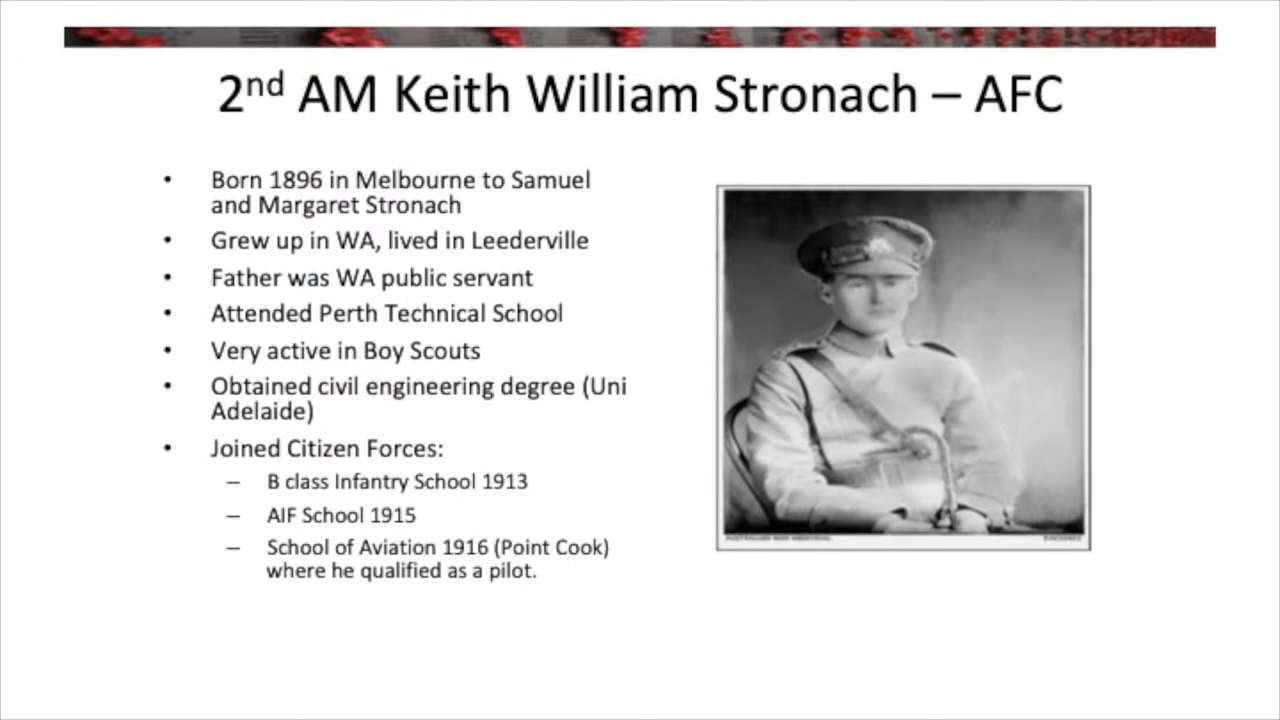 2nd AM Keith William Stronach – AFC
• Born 1896 in Melbourne to Samuel
and Margaret Stronach
• Grew up in WA, lived in Leederville
• Father was WA public servant
• Attended Perth Technical School
• Very active in Boy Scouts
• Obtained civil engineering degree (Uni
Adelaide)
• Joined Citizen Forces:
– B class Infantry School 1913
– AIF School 1915
– School of Aviation 1916 (Point Cook)
where he qualified as a pilot.
AUSTRALIAN WAR MEMORIAL